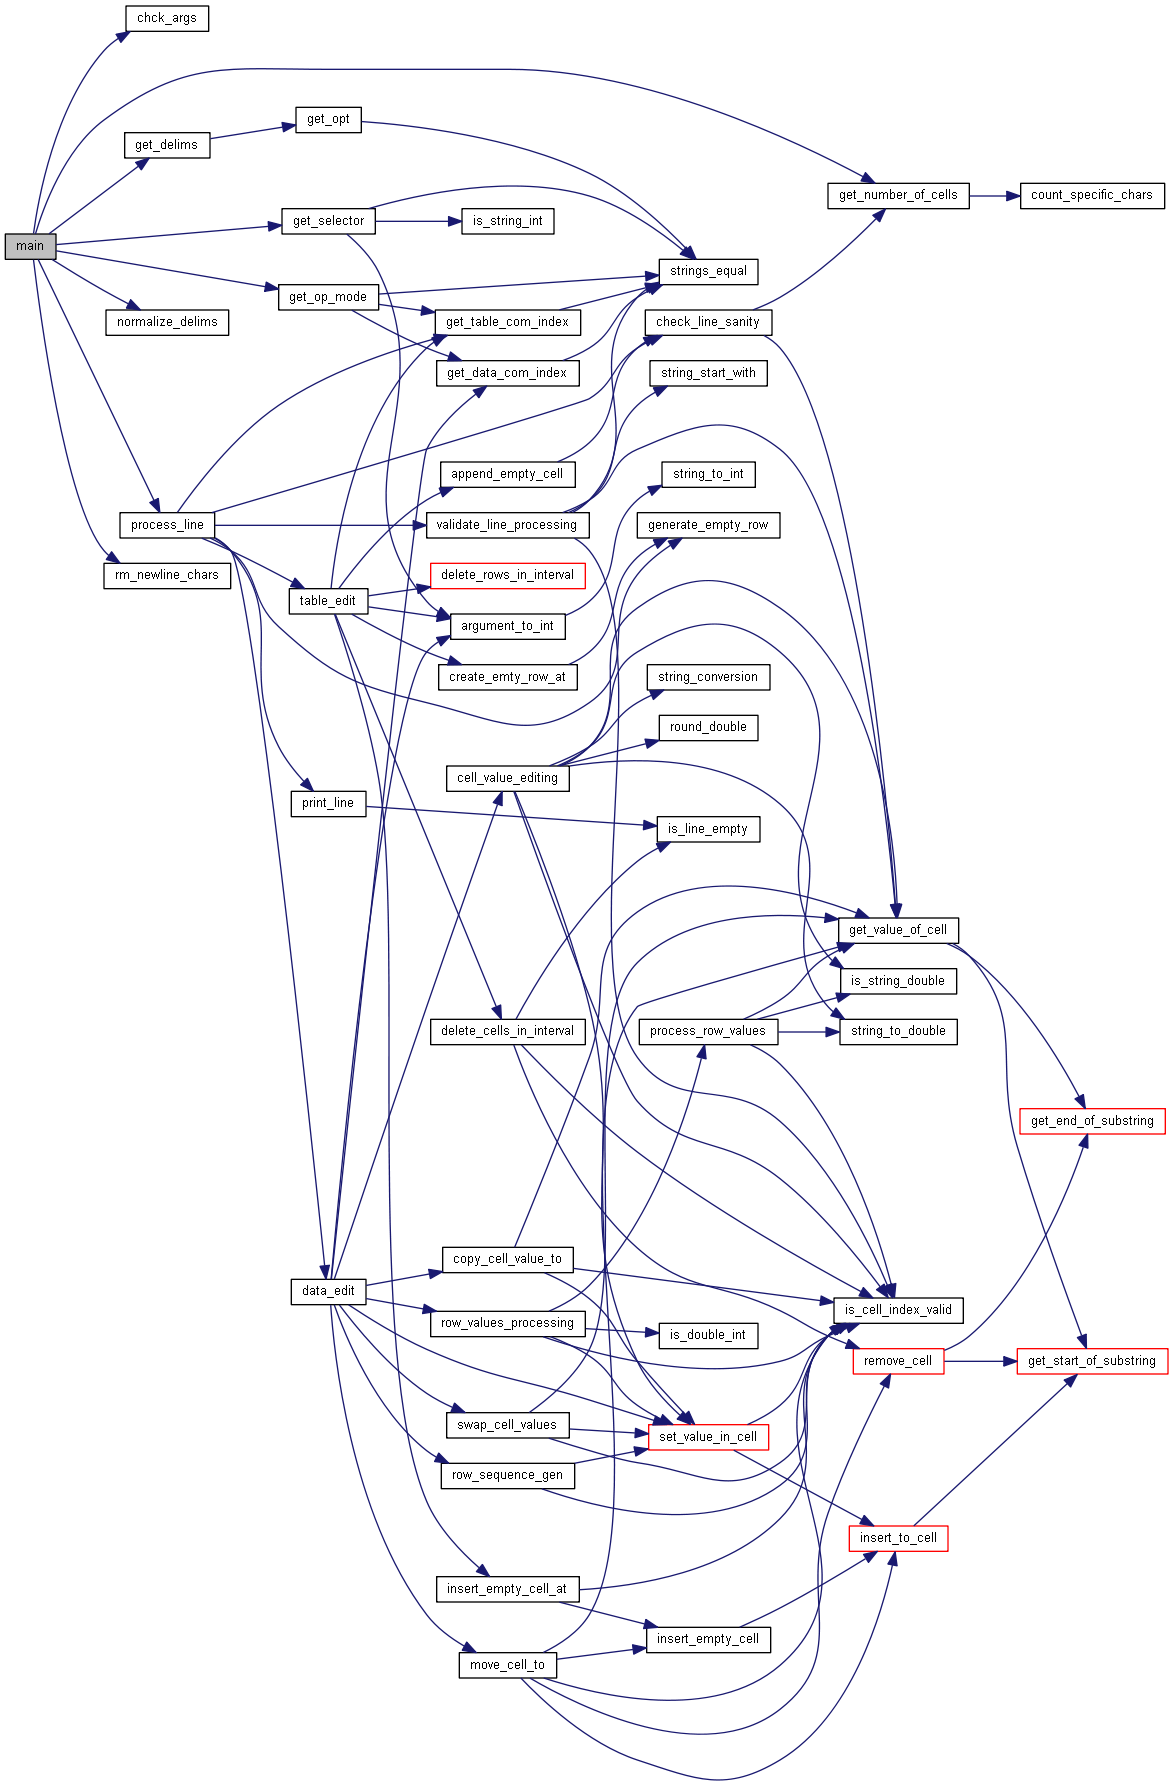 chck_args
get_opt
get_delims
get_number_of_cells
count_specific_chars
get_selector
is_string_int
main
strings_equal
get_op_mode
normalize_delims
get_table_com_index
check_line_sanity
get_data_com_index
string_start_with
append_empty_cell
string_to_int
process_line
validate_line_processing
generate_empty_row
rm_newline_chars
delete_rows_in_interval
table_edit
argument_to_int
create_emty_row_at
string_conversion
round_double
cell_value_editing
print_line
is_line_empty
get_value_of_cell
is_string_double
delete_cells_in_interval
process_row_values
string_to_double
get_end_of_substring
copy_cell_value_to
data_edit
is_cell_index_valid
row_values_processing
is_double_int
remove_cell
get_start_of_substring
swap_cell_values
set_value_in_cell
row_sequence_gen
insert_to_cell
insert_empty_cell_at
insert_empty_cell
move_cell_to